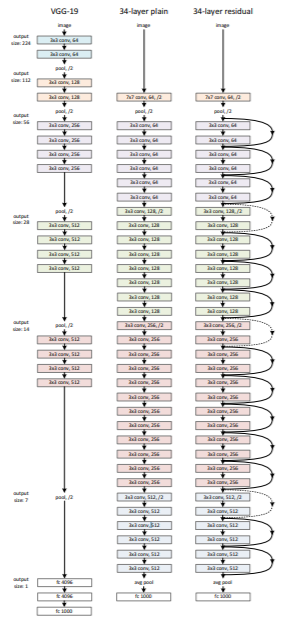 output
size: 224
output
size: 112
output
size: 56
output
size: 28
output
size: 14
output
size: 7
output
size: 1
VGG-19
image
3x3 conv, 64
3x3 conv, 64
pool, /2
3x3 conv, 128
3x3 conv, 128
pool, /2
3x3 conv, 256
3x3 conv, 256
3x3 conv, 256
3x3 conv, 256
pool, /2
3x3 conv, 512
3x3 conv, 512
3x3 conv, 512
3x3 conv, 512
pool, /2
3x3 conv, 512
3x3 conv, 512
3x3 conv, 512
3x3 conv, 512
pool, /2
fc 4096
fc 4096
fc 1000
34-layer plain
image
7x7 conv, 64, /2
pool, /2
3x3 conv, 64
3x3 conv, 64
3x3 conv, 64
3x3 conv, 64
3x3 conv, 64
3x3 conv, 64
3x3 conv, 128, /2
3x3 conv, 128
3x3 conv, 128
3x3 conv, 128
3x3 conv, 128
3x3 conv, 128
3x3 conv, 128
3x3 conv, 128
3x3 conv, 256, /2
3x3 conv, 256
3x3 conv, 256
3x3 conv, 256
3x3 conv, 256
3x3 conv, 256
3x3 conv, 256
3x3 conv, 256
3x3 conv, 256
3x3 conv, 256
3x3 conv, 256
3x3 conv, 256
3x3 conv, 512, /2
3x3 conv, 512
3x3 conv, 512
3x3 conv, 512
3x3 conv, 512
3x3 conv, 512
avg pool
fc 1000
34-layer residual
image
7x7 conv, 64, /2
pool, /2
3x3 conv, 64
3x3 conv, 64
3x3 conv, 64
3x3 conv, 64
3x3 conv, 64
3x3 conv, 64
3x3 conv, 128, /2
3x3 conv, 128
3x3 conv, 128
3x3 conv, 128
3x3 conv, 128
3x3 conv, 128
3x3 conv, 128
3x3 conv, 128
3x3 conv, 256, /2
3x3 conv, 256
3x3 conv, 256
3x3 conv, 256
3x3 conv, 256
3x3 conv, 256
3x3 conv, 256
3x3 conv, 256
3x3 conv, 256
3x3 conv, 256
3x3 conv, 256
3x3 conv, 256
3x3 conv, 512, /2
3x3 conv, 512
3x3 conv, 512
3x3 conv, 512
3x3 conv, 512
3x3 conv, 512
avg pool
fc 1000